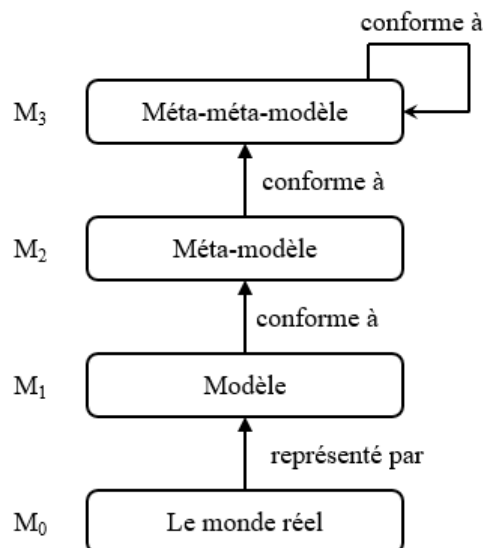 conforme à
M₃ Méta-méta-modèle
conforme à
M₂ Méta-modèle
conforme à
M₁ Modèle
représenté par
M₀ Le monde réel